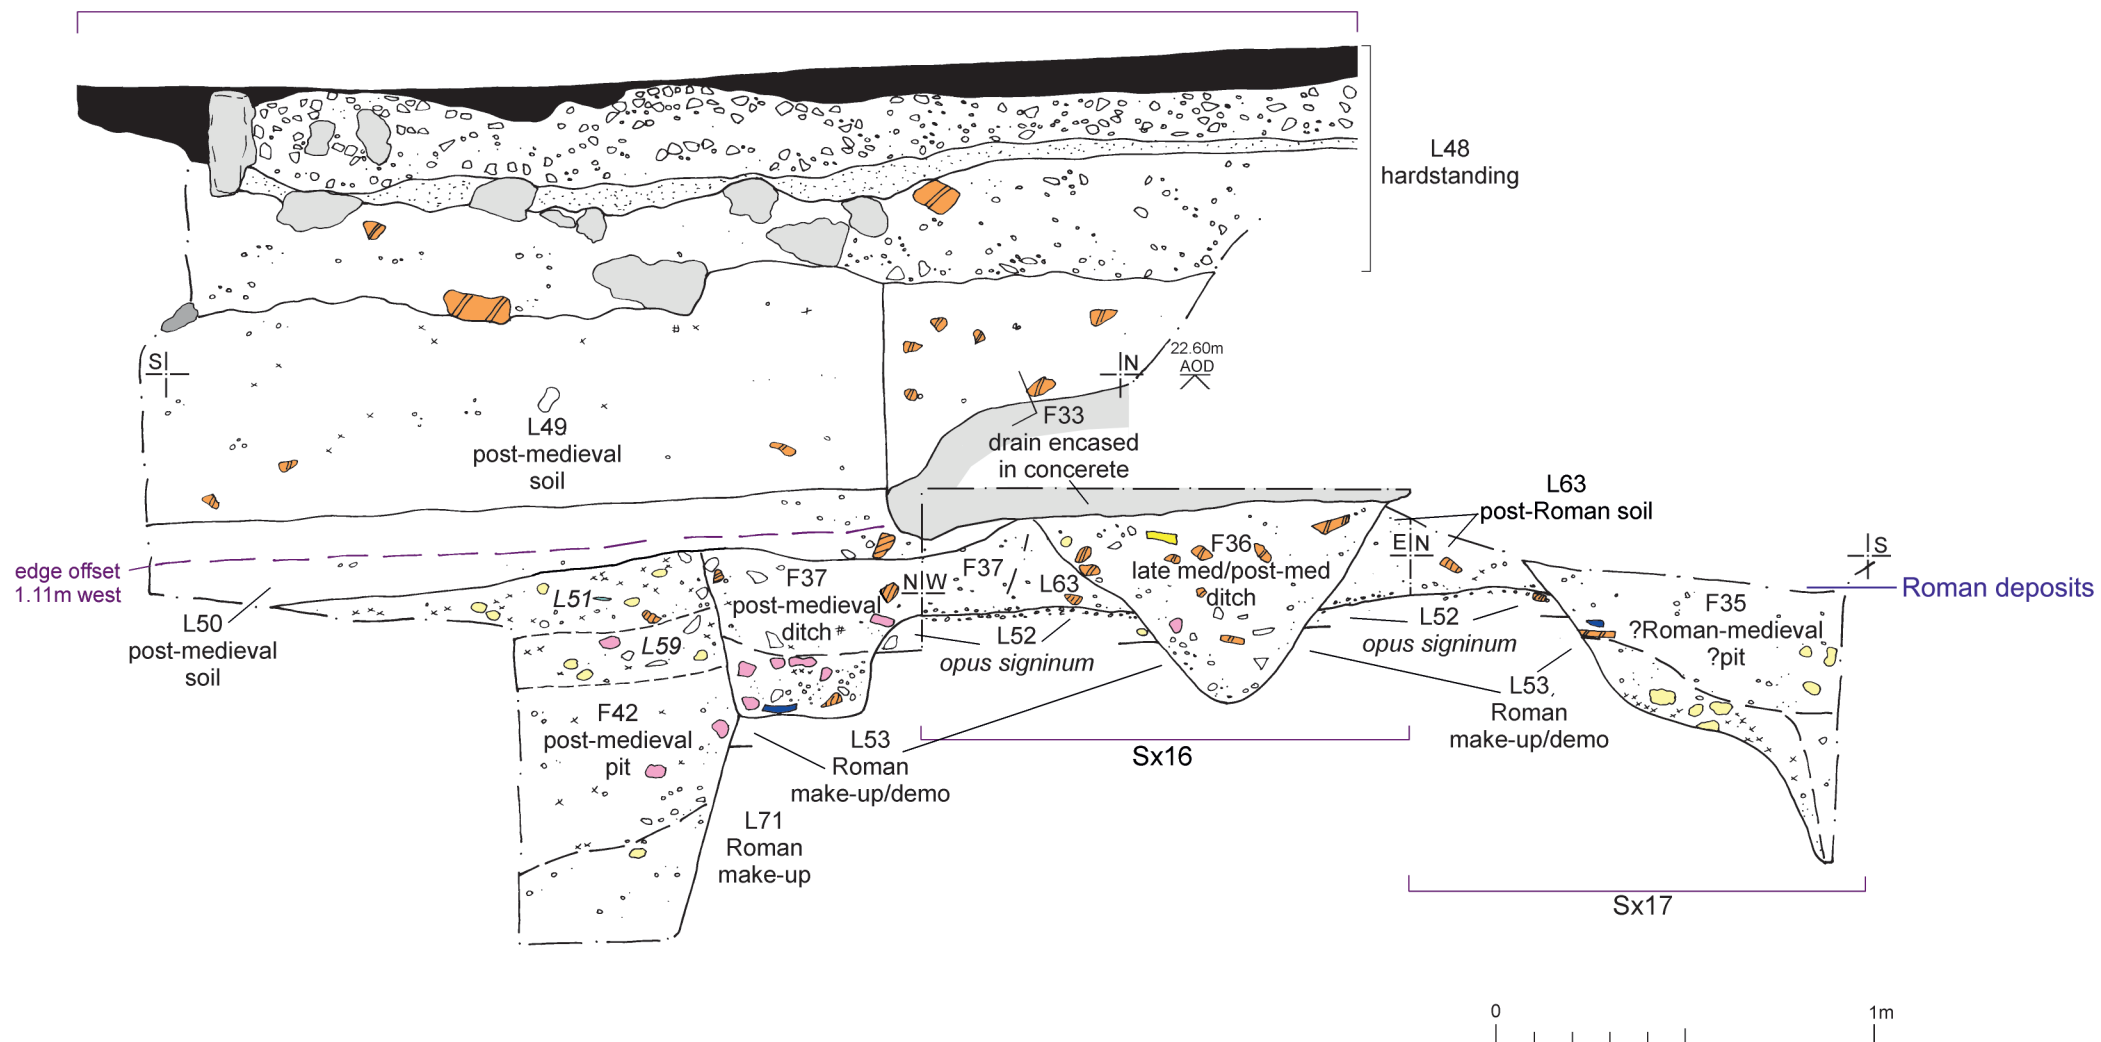 L48
hardstanding
S
N
22.60m
AOD
L49
post-medieval
soil
F33
drain encased
in concerete
L63
post-Roman soil
edge offset
1.11m west
S
Roman deposits
L51
F37
post-medieval
ditch
N W
F37
L63
F36
late med/post-med
ditch
E N
L50
post-medieval
soil
L59
L52
opus signinum
L52
opus signinum
F35
?Roman-medieval
?pit
F42
post-medieval
pit
L53
Roman
make-up/demo
L53
Roman
make-up/demo
Sx16
L71
Roman
make-up
Sx17
0
1m